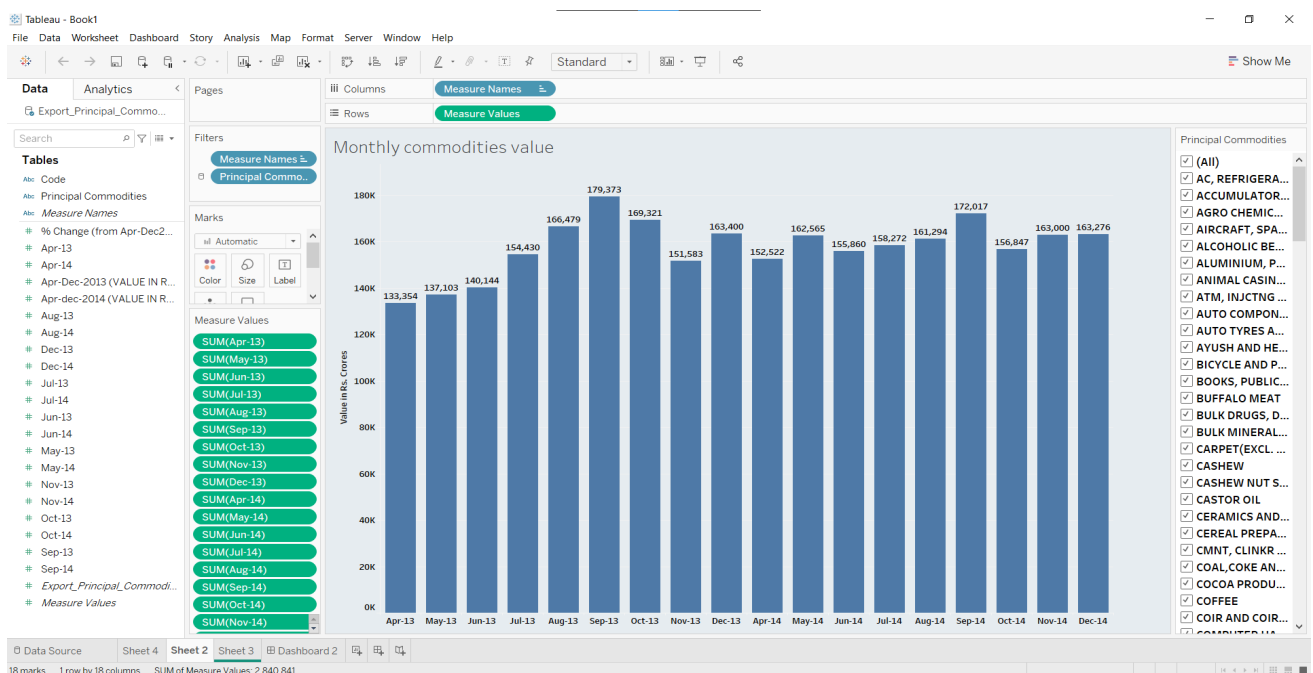 Tableau - Book1
File Data Worksheet Dashboard Story Analysis Map Format Server Window Help
Standard
Show Me
Data Analytics
Export_Principal_Commo...
Search
Tables
Abc Code
Abc Principal Commodities
Abc Measure Names
# % Change (from Apr-Dec2...
# Apr-13
# Apr-14
# Apr-Dec-2013 (VALUE IN R...
# Apr-dec-2014 (VALUE IN R...
# Aug-13
# Aug-14
# Dec-13
# Dec-14
# Jul-13
# Jul-14
# Jun-13
# Jun-14
# May-13
# May-14
# Nov-13
# Nov-14
# Oct-13
# Oct-14
# Sep-13
# Sep-14
# Export_Principal_Commodi...
# Measure Values
Pages
Filters
Measure Names
Principal Commo..
Marks
Automatic
Color Size Label
Measure Values
SUM(Apr-13)
SUM(May-13)
SUM(Jun-13)
SUM(Jul-13)
SUM(Aug-13)
SUM(Sep-13)
SUM(Oct-13)
SUM(Nov-13)
SUM(Dec-13)
SUM(Apr-14)
SUM(May-14)
SUM(Jun-14)
SUM(Jul-14)
SUM(Aug-14)
SUM(Sep-14)
SUM(Oct-14)
SUM(Nov-14)
Columns Measure Names
Rows Measure Values
Monthly commodities value
Value in Rs. Crores
180K
160K
140K
120K
100K
80K
60K
40K
20K
0K
133,354 137,103 140,144 154,430 166,479 179,373 169,321 151,583 163,400 152,522 162,565 155,860 158,272 161,294 172,017 156,847 163,000 163,276
Apr-13 May-13 Jun-13 Jul-13 Aug-13 Sep-13 Oct-13 Nov-13 Dec-13 Apr-14 May-14 Jun-14 Jul-14 Aug-14 Sep-14 Oct-14 Nov-14 Dec-14
Principal Commodities
(All)
AC, REFRIGERA...
ACCUMULATOR...
AGRO CHEMIC...
AIRCRAFT, SPA...
ALCOHOLIC BE...
ALUMINIUM, P...
ANIMAL CASIN...
ATM, INJCTNG ...
AUTO COMPON...
AUTO TYRES A...
AYUSH AND HE...
BICYCLE AND P...
BOOKS, PUBLIC...
BUFFALO MEAT
BULK DRUGS, D...
BULK MINERAL...
CARPET(EXCL. ...
CASHEW
CASHEW NUT S...
CASTOR OIL
CERAMICS AND...
CEREAL PREPA...
CMNT, CLINKR ...
COAL,COKE AN...
COCOA PRODU...
COFFEE
COIR AND COIR...
Data Source Sheet 4 Sheet 2 Sheet 3 Dashboard 2
18 marks 1 row by 18 columns SUM of Measure Values: 2,840,841